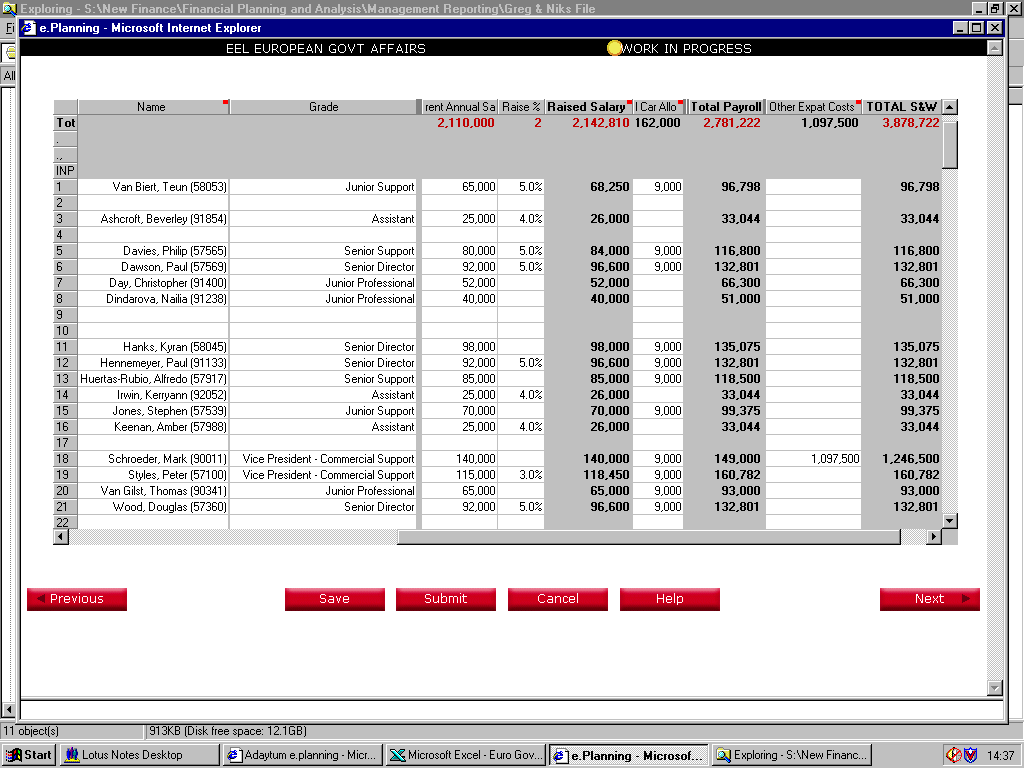 Exploring - S:\New Finance\Financial Planning and Analysis\Management Reporting\Greg & Niks File
e.Planning - Microsoft Internet Explorer
EEL EUROPEAN GOVT AFFAIRS WORK IN PROGRESS
All
Name Grade rent Annual Sa Raise % Raised Salary l Car Allo Total Payroll Other Expat Costs TOTAL S&W
Tot 2,110,000 2 2,142,810 162,000 2,781,222 1,097,500 3,878,722
.
.,
INP
1 Van Biert, Teun (58053) Junior Support 65,000 5.0% 68,250 9,000 96,798 96,798
2
3 Ashcroft, Beverley (91854) Assistant 25,000 4.0% 26,000 33,044 33,044
4
5 Davies, Philip (57565) Senior Support 80,000 5.0% 84,000 9,000 116,800 116,800
6 Dawson, Paul (57569) Senior Director 92,000 5.0% 96,600 9,000 132,801 132,801
7 Day, Christopher (91400) Junior Professional 52,000 52,000 66,300 66,300
8 Dindarova, Nailia (91238) Junior Professional 40,000 40,000 51,000 51,000
9
10
11 Hanks, Kyran (58045) Senior Director 98,000 98,000 9,000 135,075 135,075
12 Hennemeyer, Paul (91133) Senior Director 92,000 5.0% 96,600 9,000 132,801 132,801
13 Huertas-Rubio, Alfredo (57917) Senior Support 85,000 85,000 9,000 118,500 118,500
14 Irwin, Kerryann (92052) Assistant 25,000 4.0% 26,000 33,044 33,044
15 Jones, Stephen (57539) Junior Support 70,000 70,000 9,000 99,375 99,375
16 Keenan, Amber (57988) Assistant 25,000 4.0% 26,000 33,044 33,044
17
18 Schroeder, Mark (90011) Vice President - Commercial Support 140,000 140,000 9,000 149,000 1,097,500 1,246,500
19 Styles, Peter (57100) Vice President - Commercial Support 115,000 3.0% 118,450 9,000 160,782 160,782
20 Van Gilst, Thomas (90341) Junior Professional 65,000 65,000 9,000 93,000 93,000
21 Wood, Douglas (57360) Senior Director 92,000 5.0% 96,600 9,000 132,801 132,801
22
Previous Save Submit Cancel Help Next
11 object(s) 913KB (Disk free space: 12.1GB)
Start Lotus Notes Desktop Adaytum e.planning - Micr... Microsoft Excel - Euro Gov... e.Planning - Microsof... Exploring - S:\New Financ... 14:37